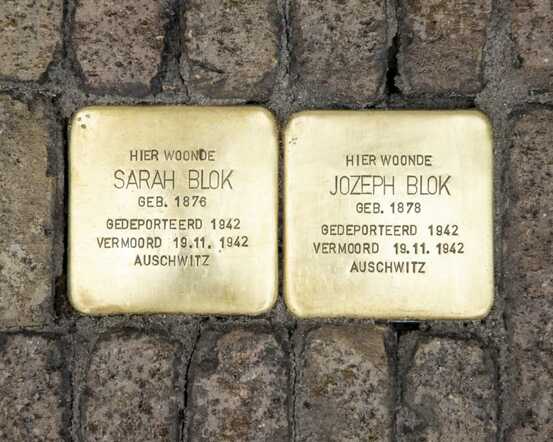 HIER WOONDE
SARAH BLOK
GEB. 1876
GEDEPORTEERD 1942
VERMOORD 19.11. 1942
AUSCHWITZ
HIER WOONDE
JOZEPH BLOK
GEB. 1878
GEDEPORTEERD 1942
VERMOORD 19.11. 1942
AUSCHWITZ